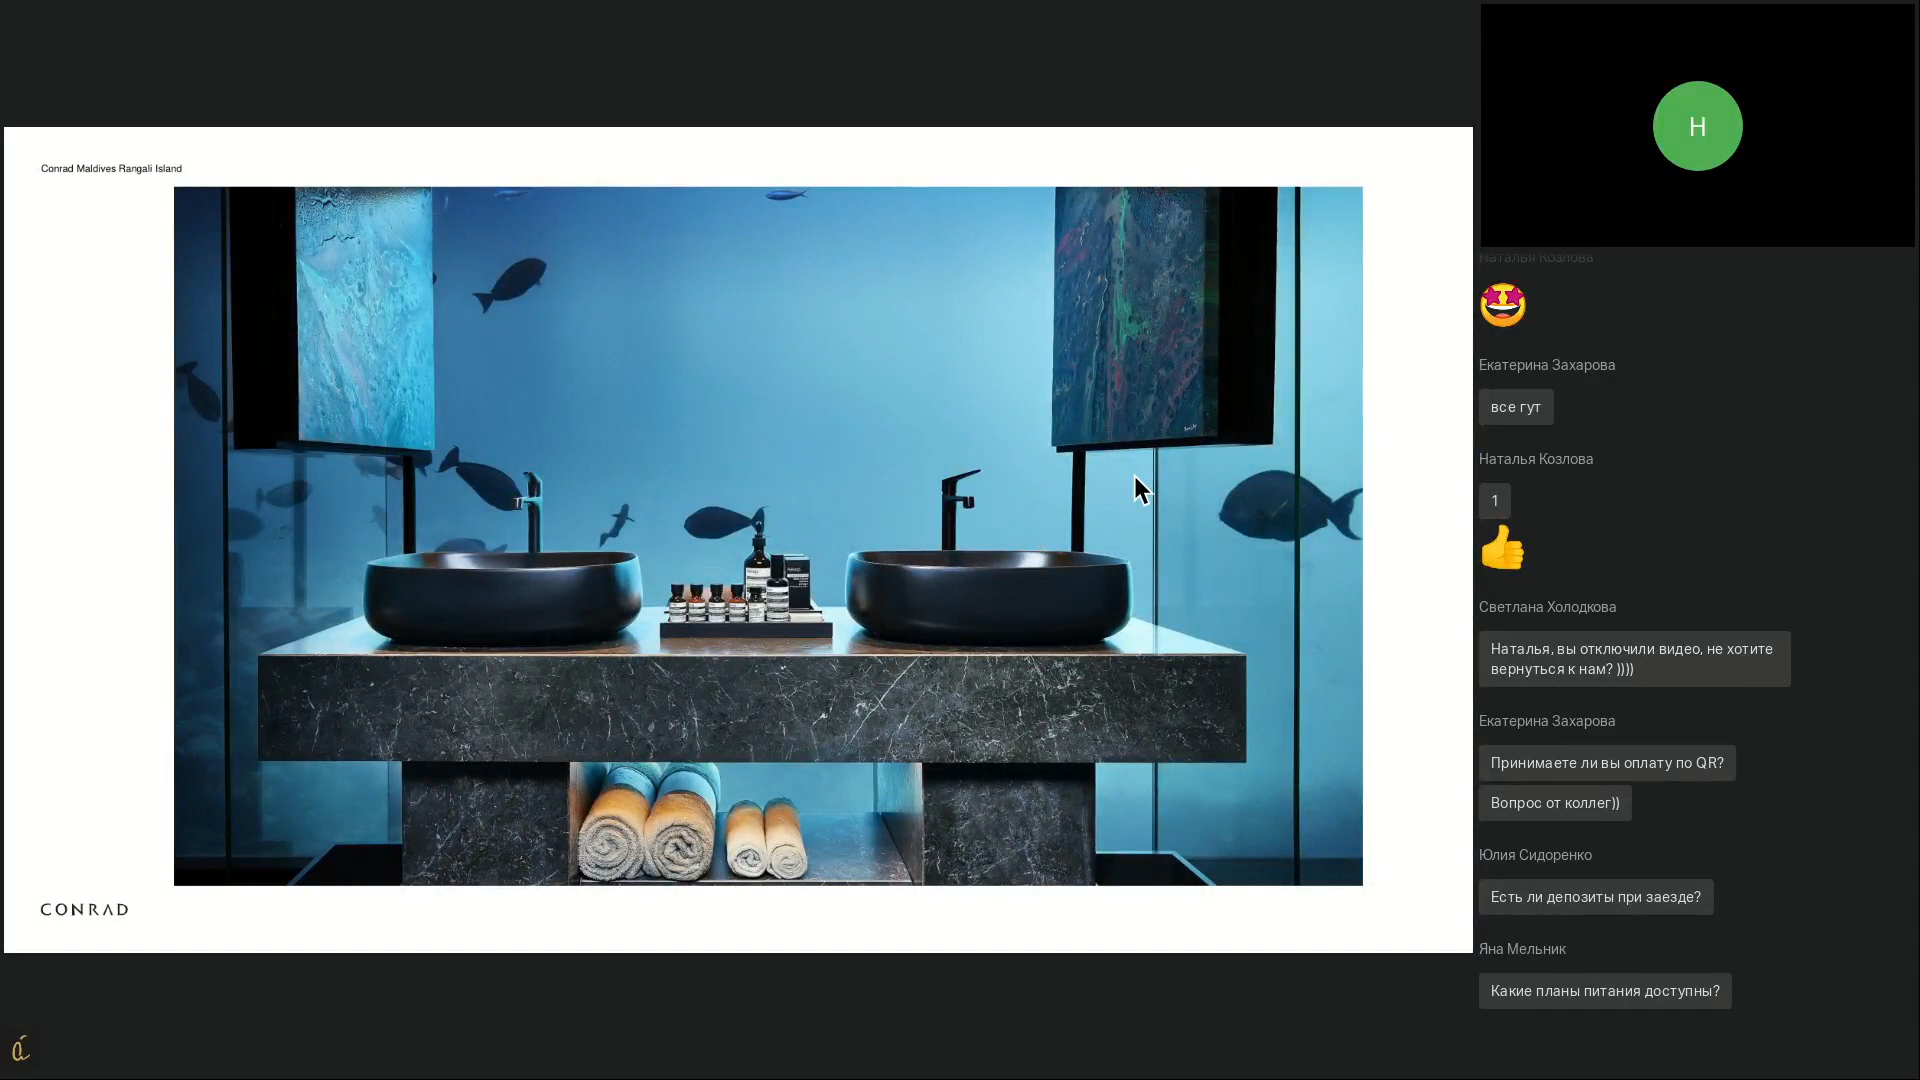 Conrad Maldives Rangali Island
CONRAD
á
Н
Наталья Козлова
Екатерина Захарова
все гут
Наталья Козлова
1
Светлана Холодкова
Наталья, вы отключили видео, не хотите
вернуться к нам? ))))
Екатерина Захарова
Принимаете ли вы оплату по QR?
Вопрос от коллег))
Юлия Сидоренко
Есть ли депозиты при заезде?
Яна Мельник
Какие планы питания доступны?